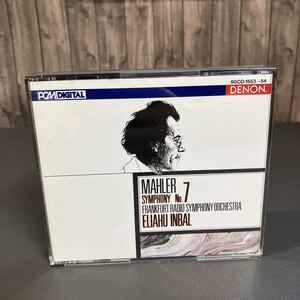 60CO-1553→54
PCM DIGITAL
DENON
MAHLER
SYMPHONY No. 7
FRANKFURT RADIO SYMPHONY ORCHESTRA
ELIAHU INBAL